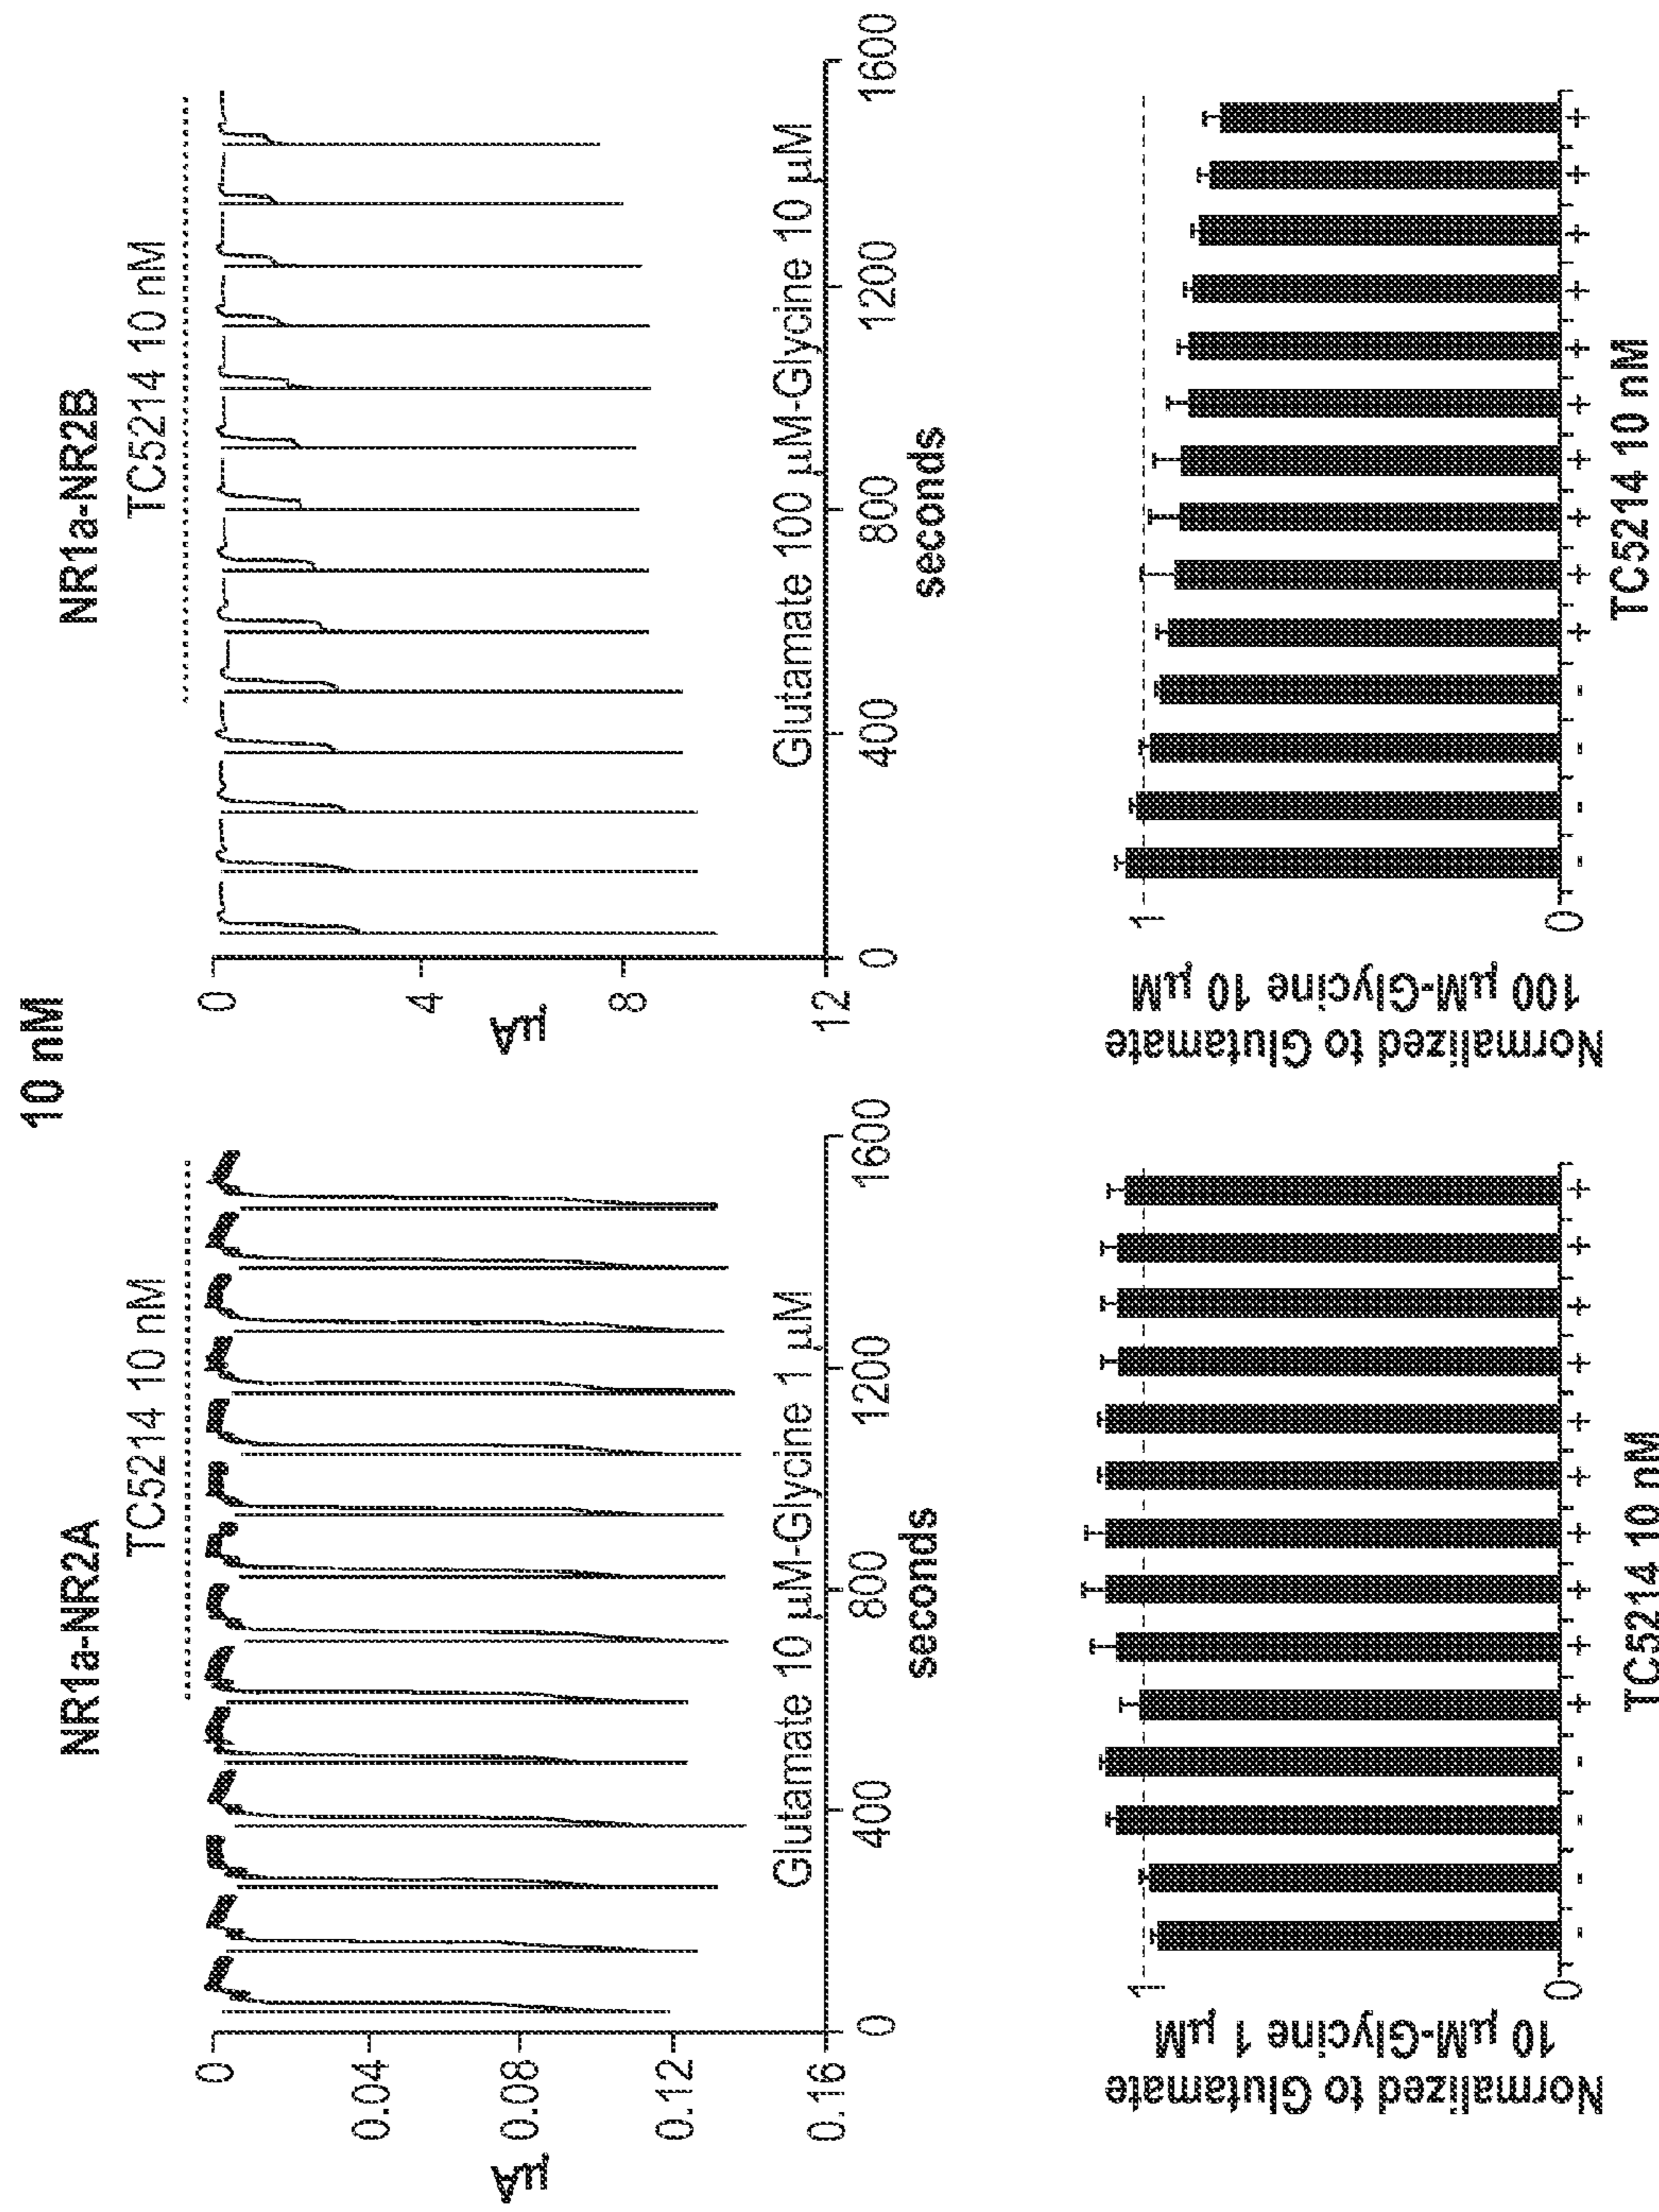 10 nM
NR1a-NR2A
TC5214 10 nM
0
0.04
0.08
0.12
0.16
µA
Glutamate 10 µM-Glycine 1 µM
0
400
800
1200
1600
seconds
NR1a-NR2B
TC5214 10 nM
0
4
8
12
µA
Glutamate 100 µM-Glycine 10 µM
0
400
800
1200
1600
seconds
Normalized to Glutamate
10 µM-Glycine 1 µM
1
0
- - - - + + + + + + + + + +
TC5214 10 nM
Normalized to Glutamate
100 µM-Glycine 10 µM
1
0
- - - - + + + + + + + + + +
TC5214 10 nM